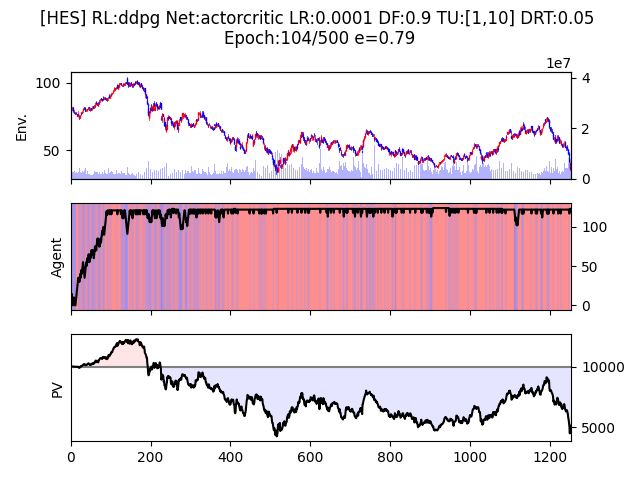 [HES] RL:ddpg Net:actorcritic LR:0.0001 DF:0.9 TU:[1,10] DRT:0.05
Epoch:104/500 e=0.79
1e7
100
50
Env.
4
2
0
Agent
100
50
0
PV
10000
5000
0 200 400 600 800 1000 1200